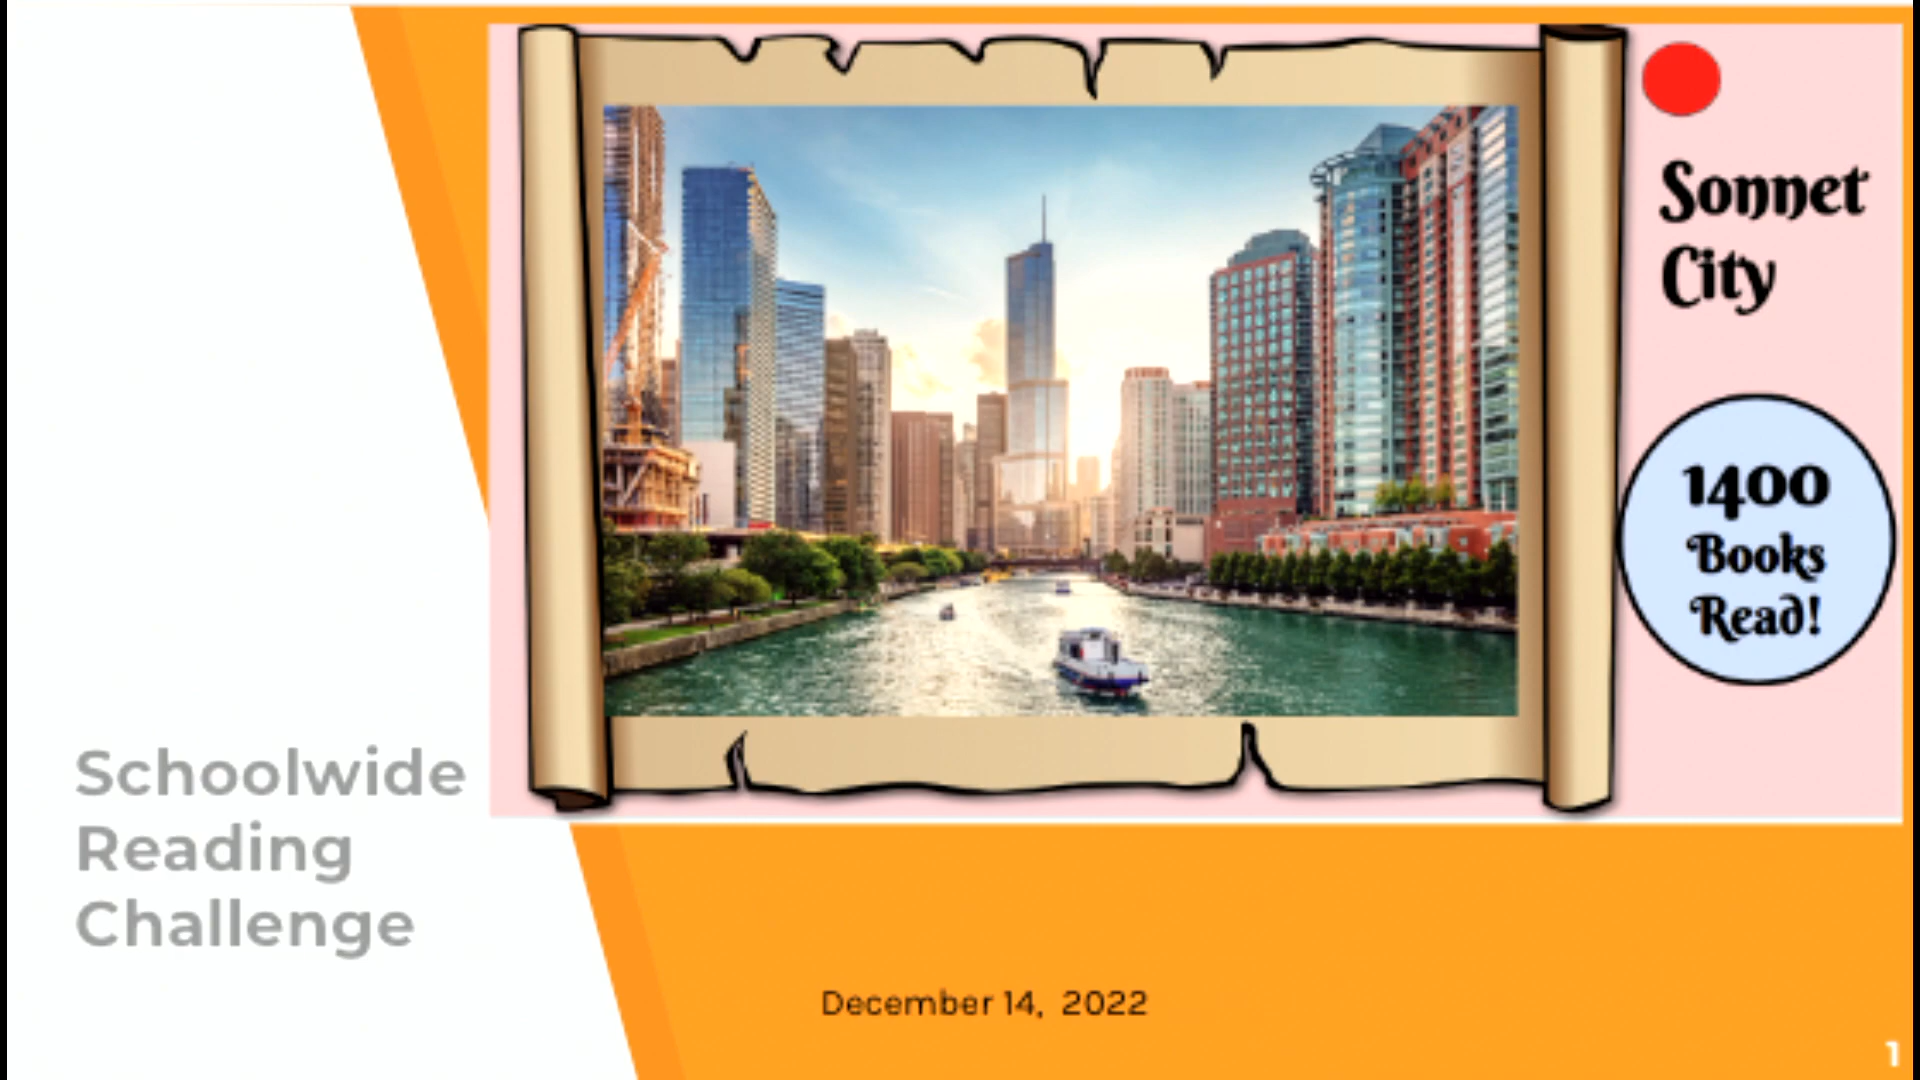 Sonnet
City
1400
Books
Read!
Schoolwide
Reading
Challenge
December 14, 2022
1